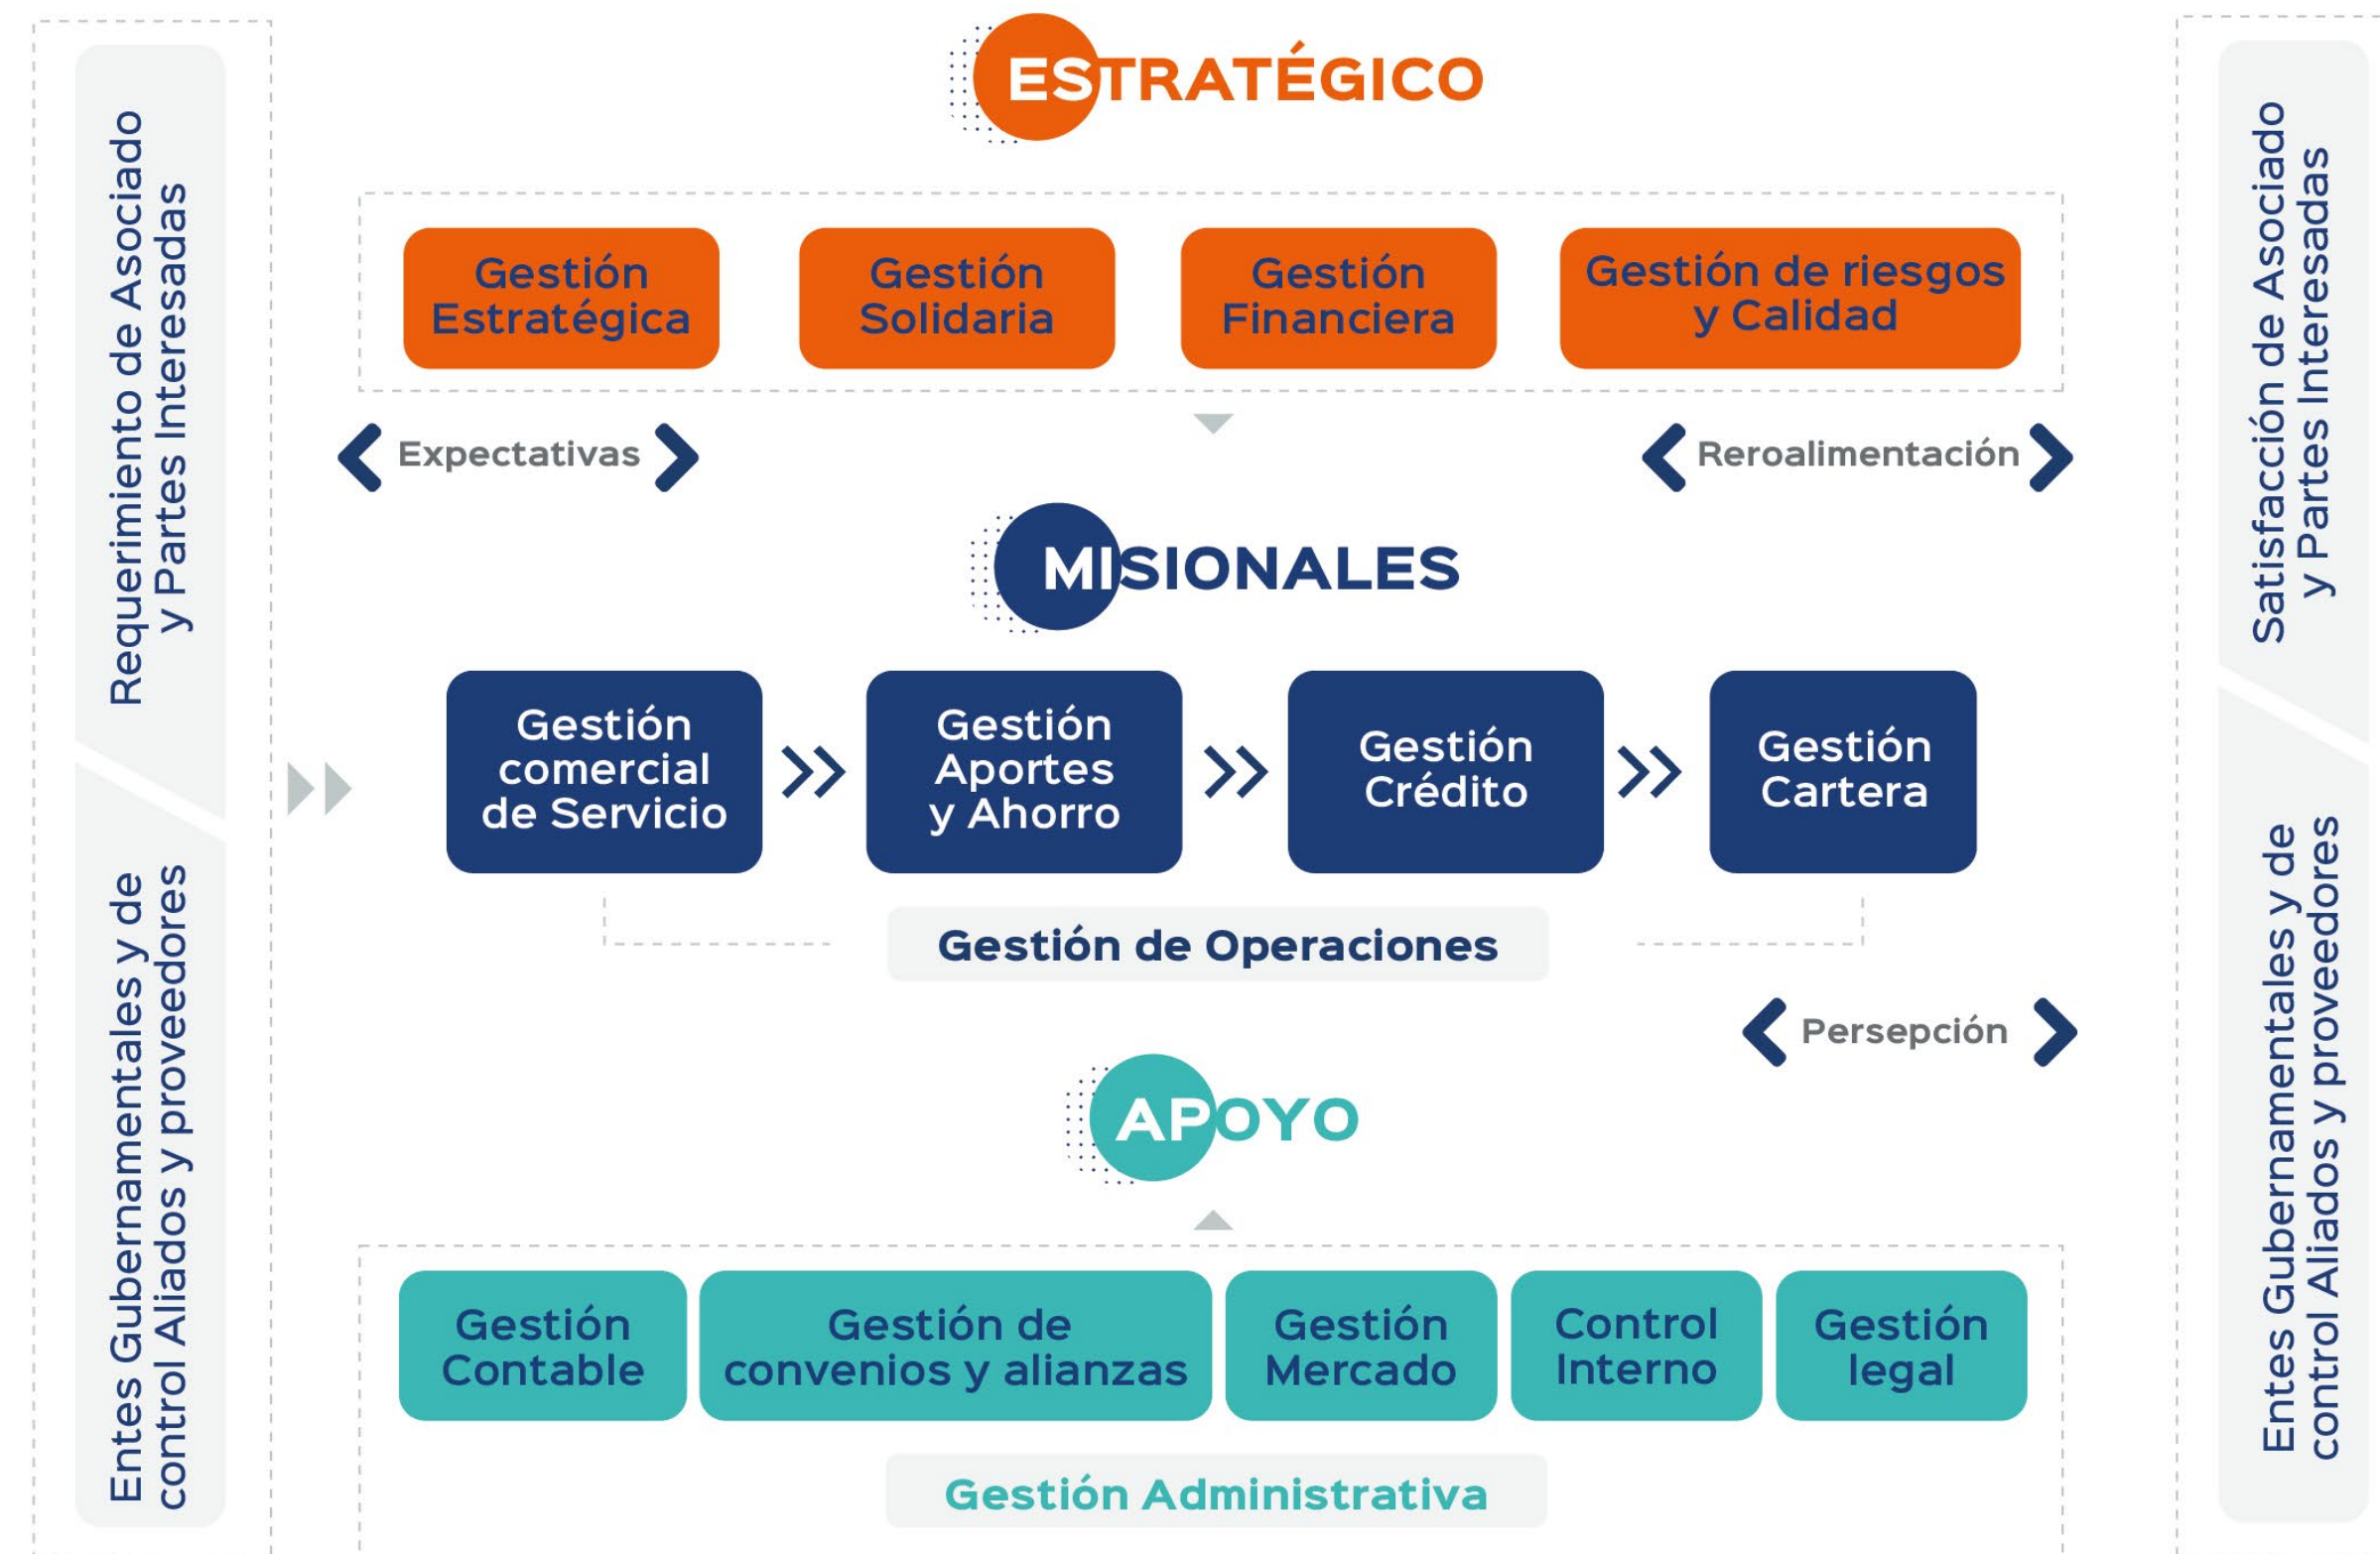 Requerimiento de Asociado
y Partes Interesadas
Entes Gubernamentales y de
control Aliados y proveedores
ESTRATÉGICO
Gestión
Estratégica
Gestión
Solidaria
Gestión
Financiera
Gestión de riesgos
y Calidad
Expectativas
Reroalimentación
MISIONALES
Gestión
comercial
de Servicio
Gestión
Aportes
y Ahorro
Gestión
Crédito
Gestión
Cartera
Gestión de Operaciones
Persepción
APOYO
Gestión
Contable
Gestión de
convenios y alianzas
Gestión
Mercado
Control
Interno
Gestión
legal
Gestión Administrativa
Satisfacción de Asociado
y Partes Interesadas
Entes Gubernamentales y de
control Aliados y proveedores